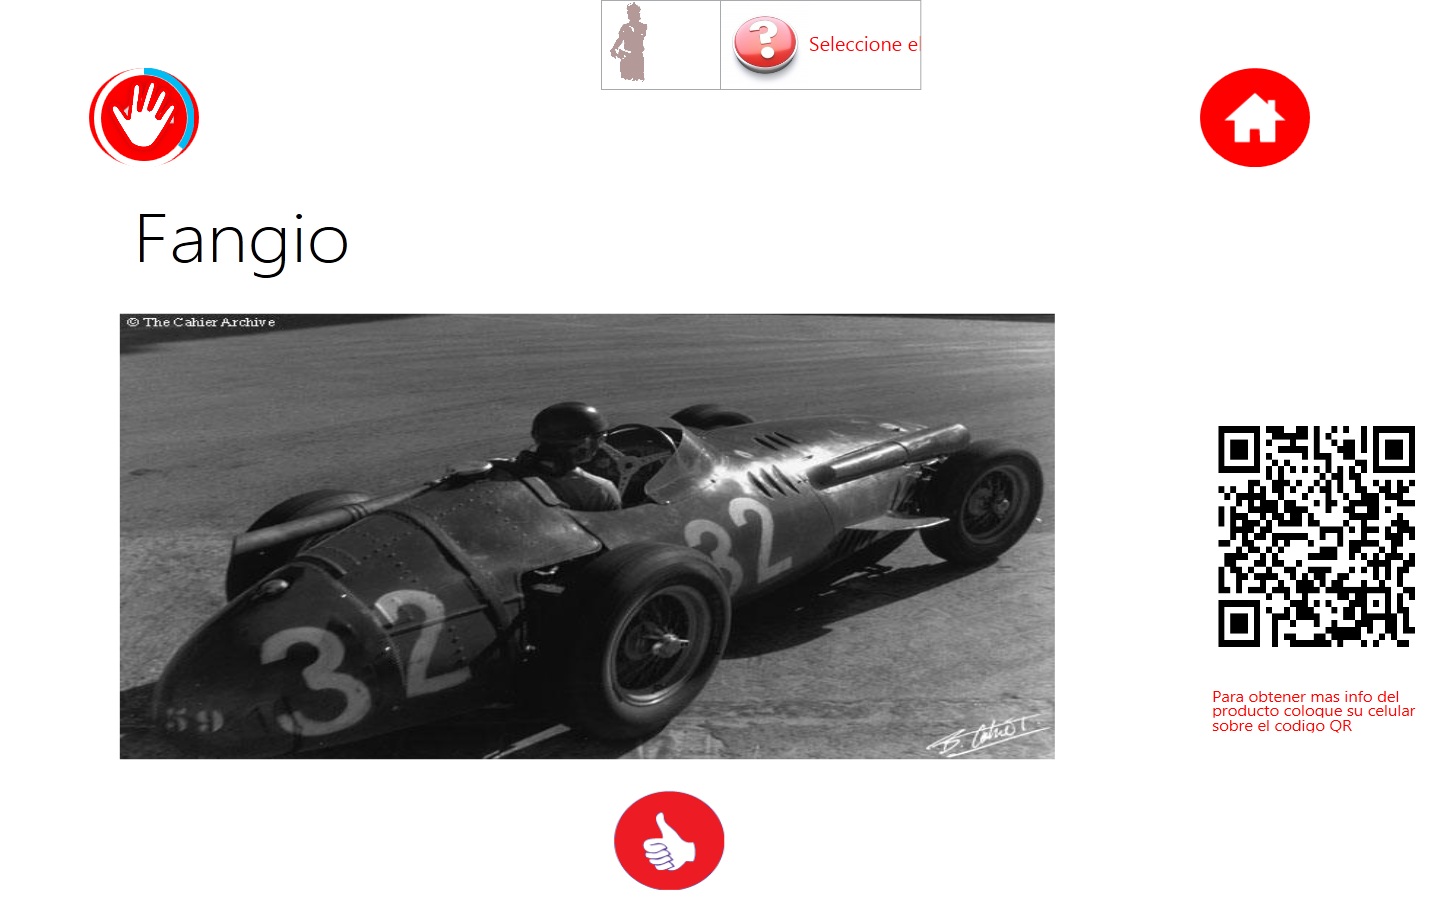 Seleccione el
Fangio
© The Cahier Archive
32
32
Para obtener mas info del
producto coloque su celular
sobre el codigo QR